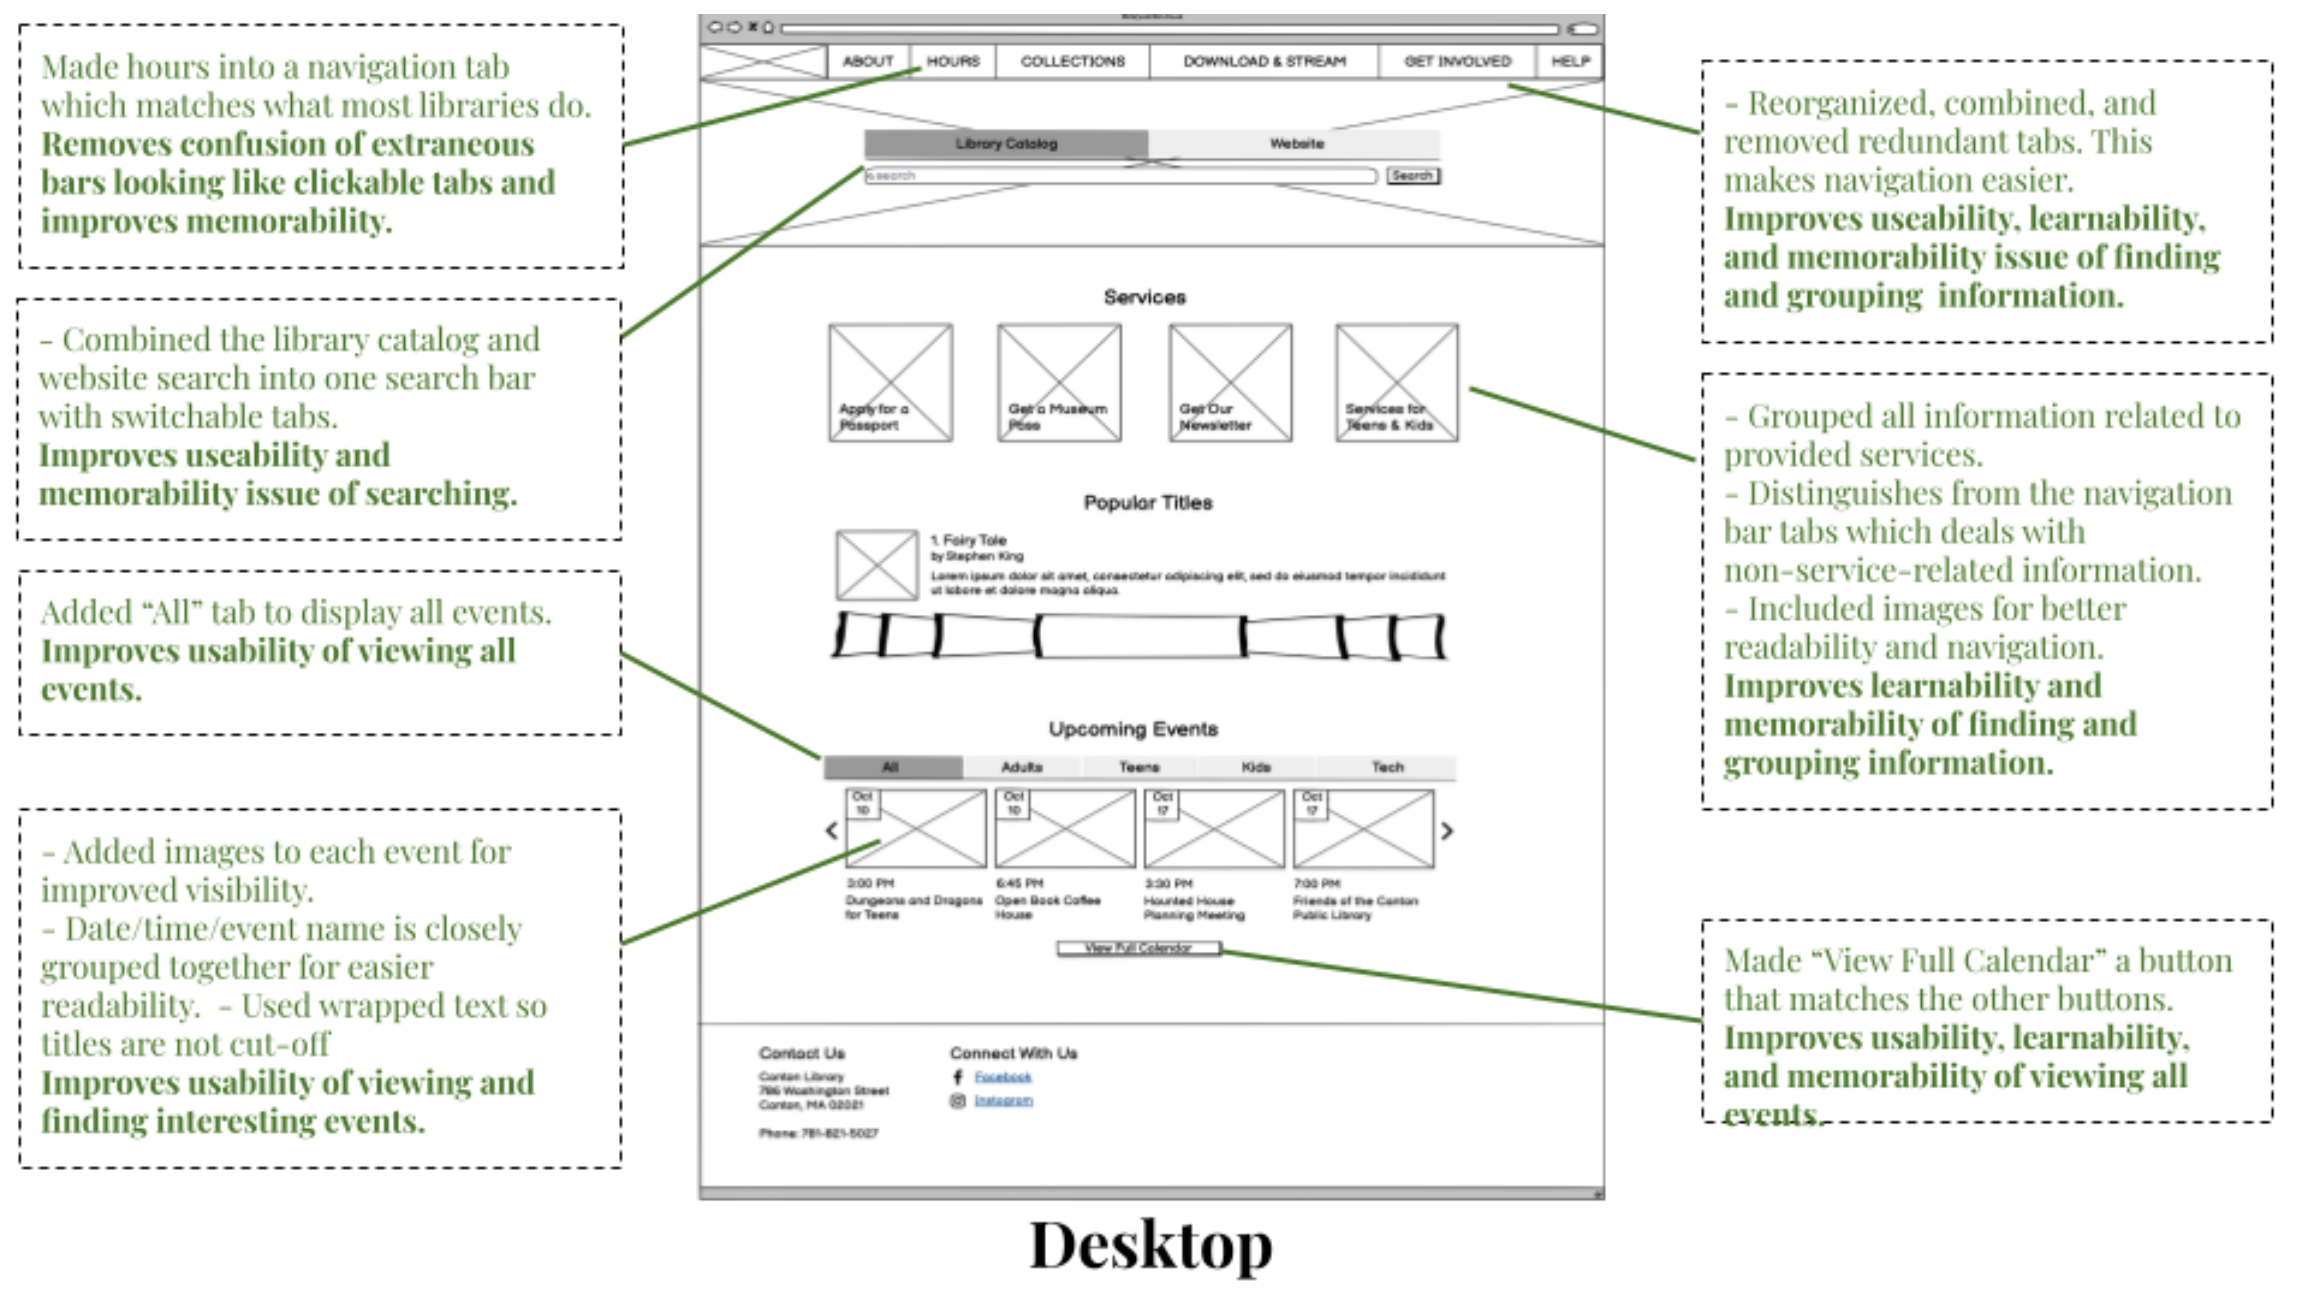 Made hours into a navigation tab
which matches what most libraries do.
Removes confusion of extraneous
bars looking like clickable tabs and
improves memorability.
- Combined the library catalog and
website search into one search bar
with switchable tabs.
Improves useability and
memorability issue of searching.
Added “All” tab to display all events.
Improves usability of viewing all
events.
- Added images to each event for
improved visibility.
- Date/time/event name is closely
grouped together for easier
readability.  - Used wrapped text so
titles are not cut-off
Improves usability of viewing and
finding interesting events.
ABOUT HOURS COLLECTIONS DOWNLOAD & STREAM GET INVOLVED HELP
Library Catalog Website
search Search
Services
Apply for a
Passport
Get a Museum
Pass
Get Our
Newsletter
Services for
Teens & Kids
Popular Titles
1. Fairy Tale
by Stephen King
Lorem ipsum dolor sit amet, consectetur adipiscing elit, sed do eiusmod tempor incididunt
ut labore et dolore magna aliqua.
Upcoming Events
All Adults Teens Kids Tech
Oct
10
3:00 PM
Dungeons and Dragons
for Teens
Oct
10
6:45 PM
Open Book Coffee
House
Oct
17
3:30 PM
Haunted House
Planning Meeting
Oct
17
7:00 PM
Friends of the Canton
Public Library
View Full Calendar
Contact Us
Canton Library
786 Washington Street
Canton, MA 02021
Phone: 781-821-5027
Connect With Us
Facebook
Instagram
- Reorganized, combined, and
removed redundant tabs. This
makes navigation easier.
Improves useability, learnability,
and memorability issue of finding
and grouping  information.
- Grouped all information related to
provided services.
- Distinguishes from the navigation
bar tabs which deals with
non-service-related information.
- Included images for better
readability and navigation.
Improves learnability and
memorability of finding and
grouping information.
Made “View Full Calendar” a button
that matches the other buttons.
Improves usability, learnability,
and memorability of viewing all
events.
Desktop